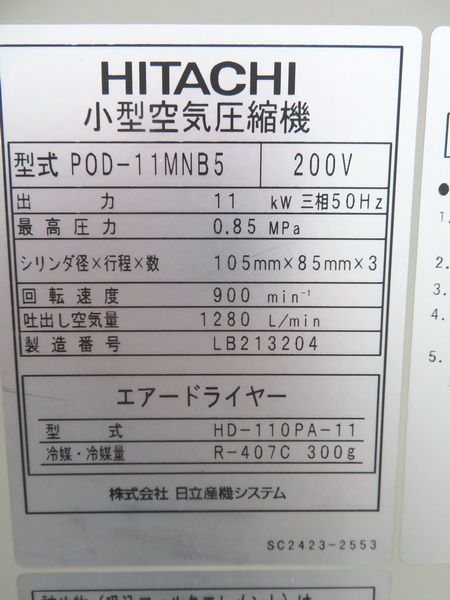 HITACHI
小型空気圧縮機
型式 POD-11MNB5 200V
出力 11 kW 三相50Hz
最高圧力 0.85 MPa
シリンダ径×行程×数 105mm×85mm×3
回転速度 900 min⁻¹
吐出し空気量 1280 L/min
製造番号 LB213204
エアードライヤー
型式 HD-110PA-11
冷媒・冷媒量 R-407C 300g
株式会社 日立産機システム
SC2423-2553
●
1.
2.
3.
4.
5.